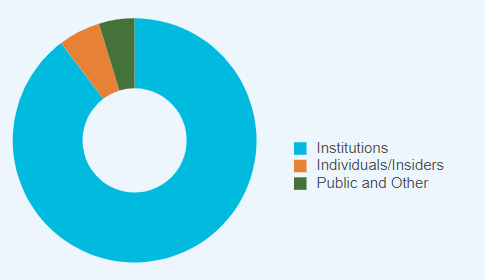 Institutions
Individuals/Insiders
Public and Other